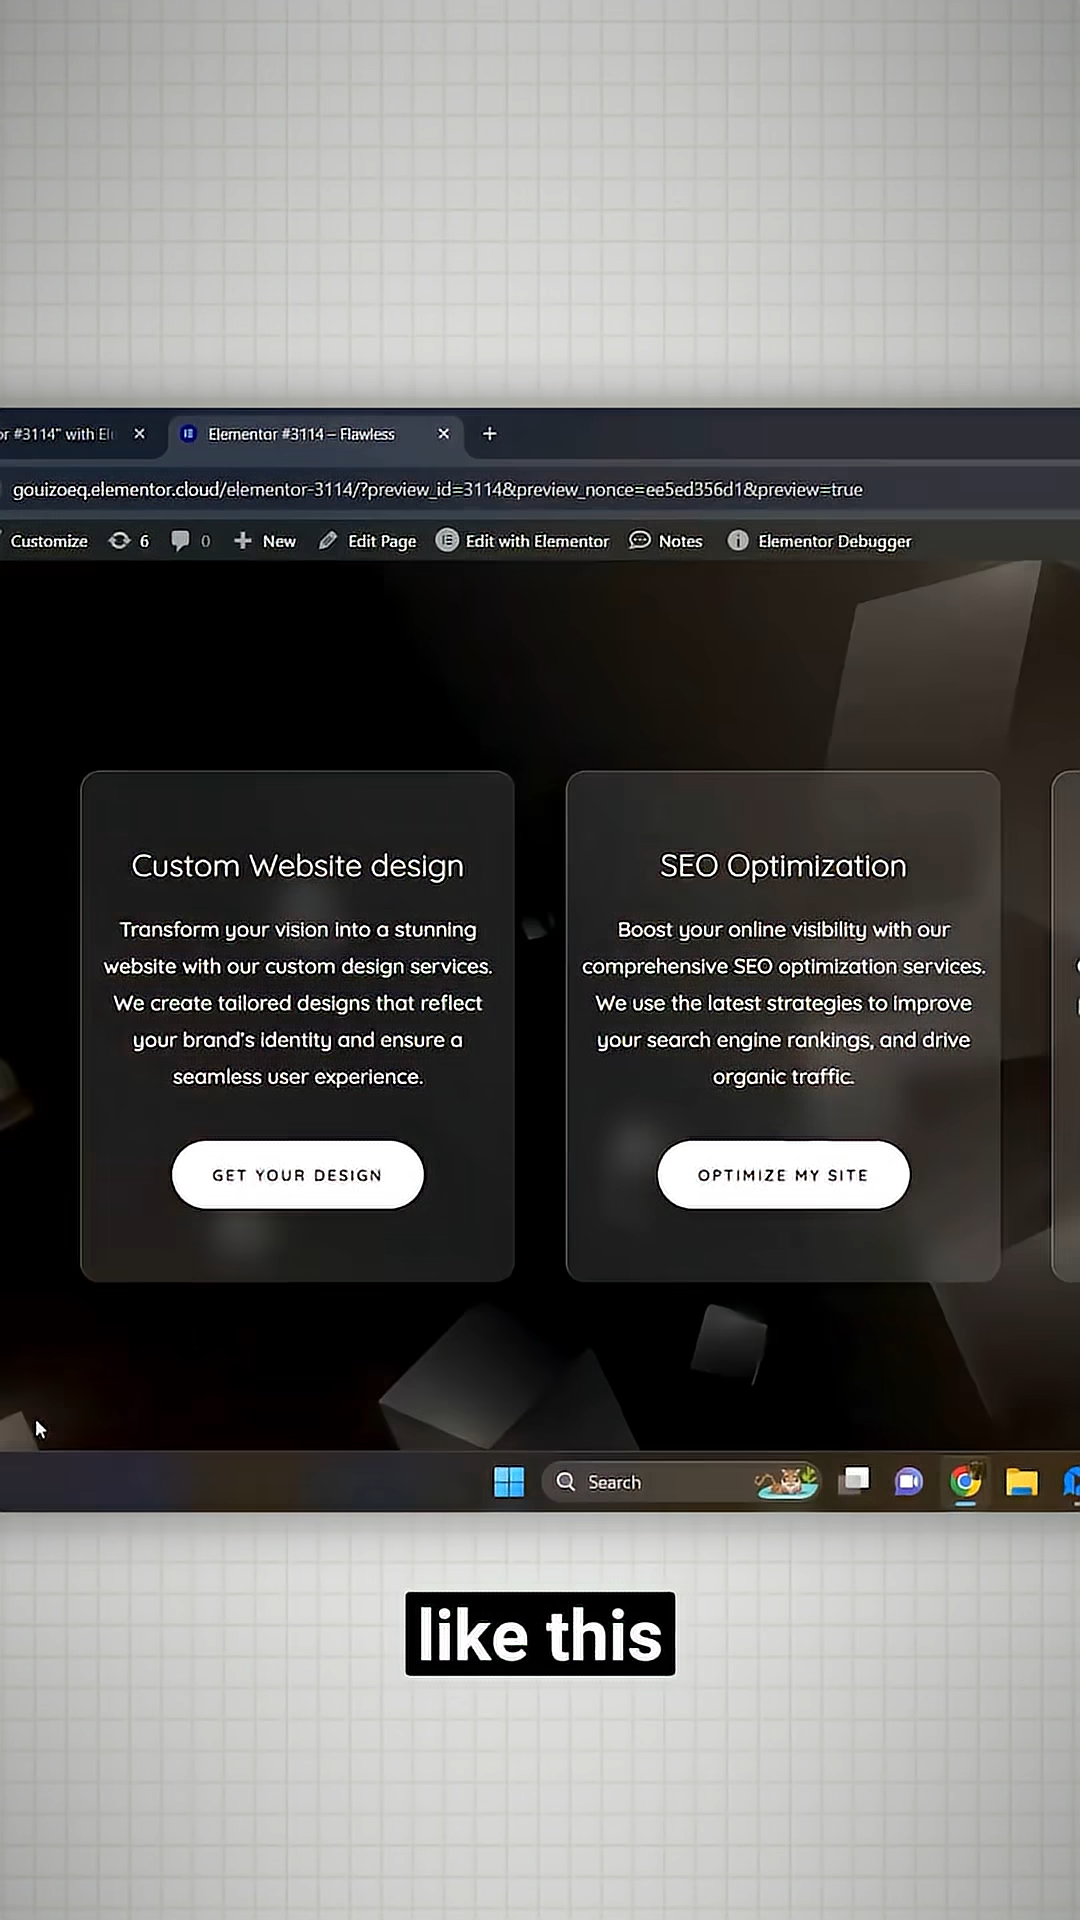 or #3114" with Ele
Elementor #3114 – Flawless
gouizoeq.elementor.cloud/elementor-3114/?preview_id=3114&preview_nonce=ee5ed356d1&preview=true
Customize 6 0 New Edit Page Edit with Elementor Notes Elementor Debugger
Custom Website design
Transform your vision into a stunning
website with our custom design services.
We create tailored designs that reflect
your brand's identity and ensure a
seamless user experience.
GET YOUR DESIGN
SEO Optimization
Boost your online visibility with our
comprehensive SEO optimization services.
We use the latest strategies to improve
your search engine rankings, and drive
organic traffic.
OPTIMIZE MY SITE
Search
like this